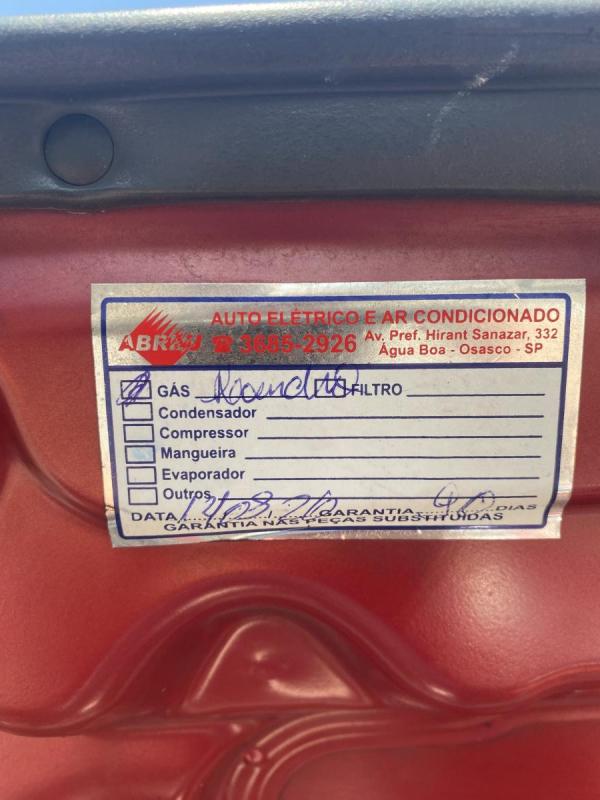 AUTO ELÉTRICO E AR CONDICIONADO
☎ 3685-2926 Av. Pref. Hirant Sanazar, 332
Água Boa - Osasco - SP
GÁS FILTRO
Condensador
Compressor
Mangueira
Evaporador
Outros
DATA GARANTIA DIAS
GARANTIA NAS PEÇAS SUBSTITUÍDAS